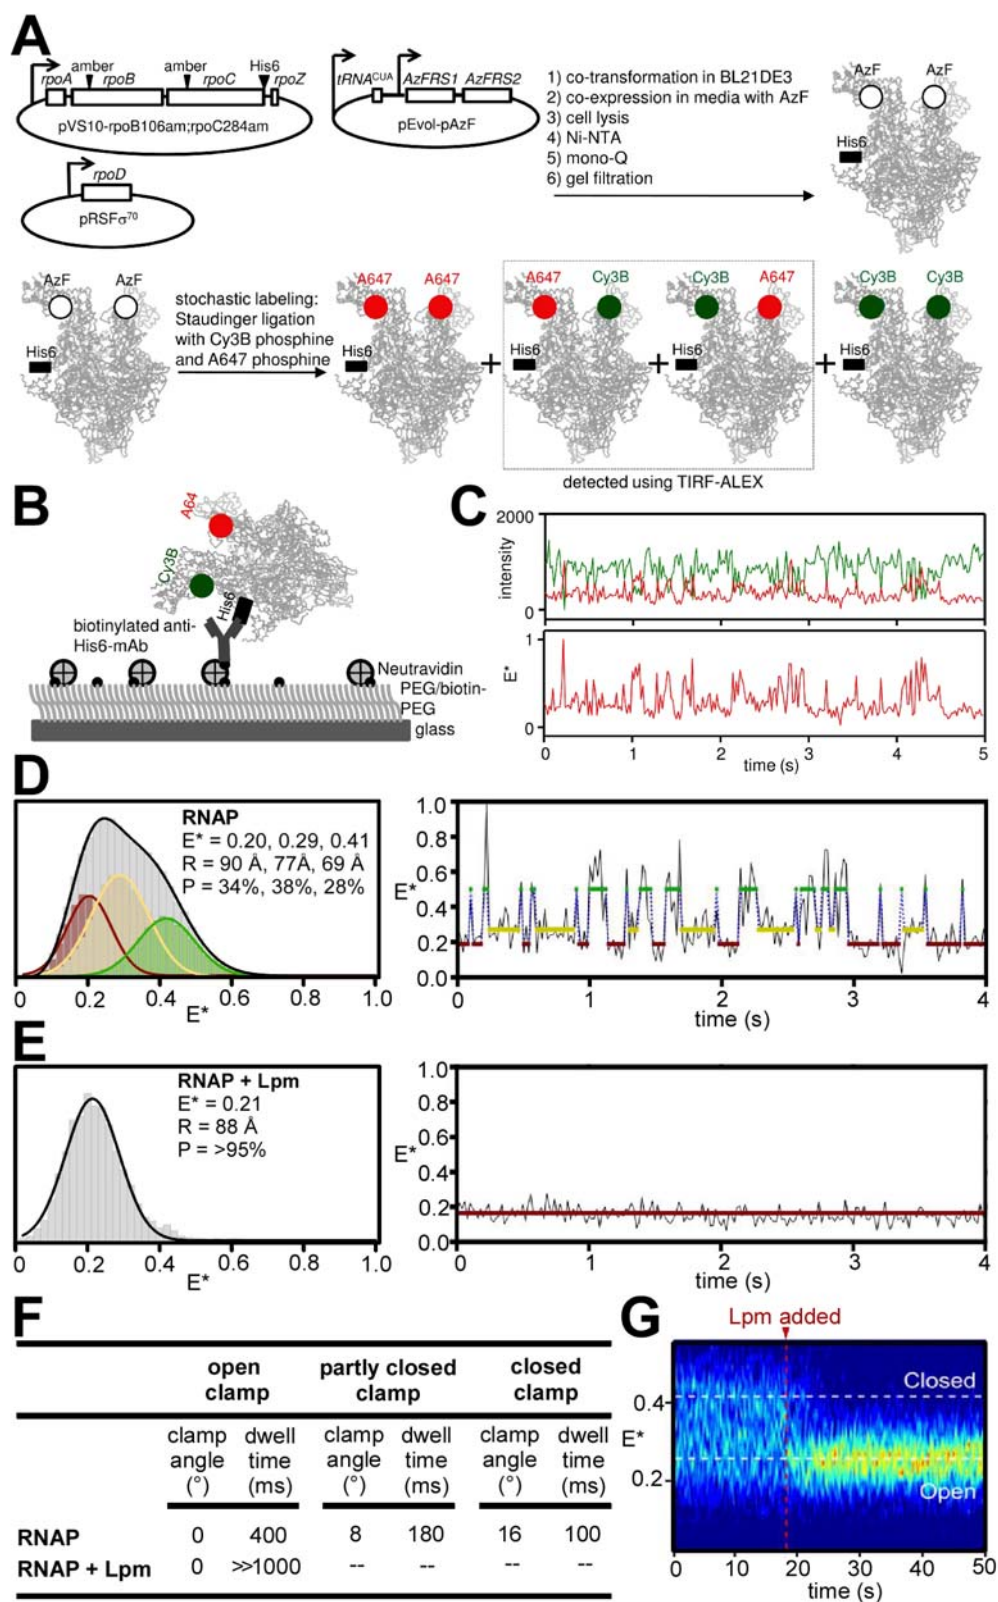 A
amber
amber
His6
rpoA
rpoB
rpoC
rpoZ
pVS10-rpoB106am;rpoC284am
rpoD
pRSFσ⁷⁰
tRNA^CUA
AzFRS1
AzFRS2
pEvol-pAzF
1) co-transformation in BL21DE3
2) co-expression in media with AzF
3) cell lysis
4) Ni-NTA
5) mono-Q
6) gel filtration
AzF
AzF
His6
AzF
AzF
His6
stochastic labeling:
Staudinger ligation
with Cy3B phosphine
and A647 phosphine
A647
A647
His6
+
A647
Cy3B
His6
+
Cy3B
A647
His6
+
Cy3B
Cy3B
His6
detected using TIRF-ALEX
B
A64
Cy3B
His6
biotinylated anti-
His6-mAb
Neutravidin
PEG/biotin-
PEG
glass
C
2000
intensity
0
1
E*
0
0 1 2 3 4 5
time (s)
D
RNAP
E* = 0.20, 0.29, 0.41
R = 90 Å, 77Å, 69 Å
P = 34%, 38%, 28%
0 0.2 0.4 0.6 0.8 1.0
E*
1.0
0.8
0.6
E*
0.4
0.2
0.0
0 1 2 3 4
time (s)
E
RNAP + Lpm
E* = 0.21
R = 88 Å
P = >95%
0 0.2 0.4 0.6 0.8 1.0
E*
1.0
0.8
0.6
E*
0.4
0.2
0.0
0 1 2 3 4
time (s)
F
open clamp
partly closed clamp
closed clamp
clamp angle (°)
dwell time (ms)
clamp angle (°)
dwell time (ms)
clamp angle (°)
dwell time (ms)
RNAP 0 400 8 180 16 100
RNAP + Lpm 0 >>1000 -- -- -- --
G
Lpm added
Closed
0.4
E*
0.2
Open
0 10 20 30 40 50
time (s)